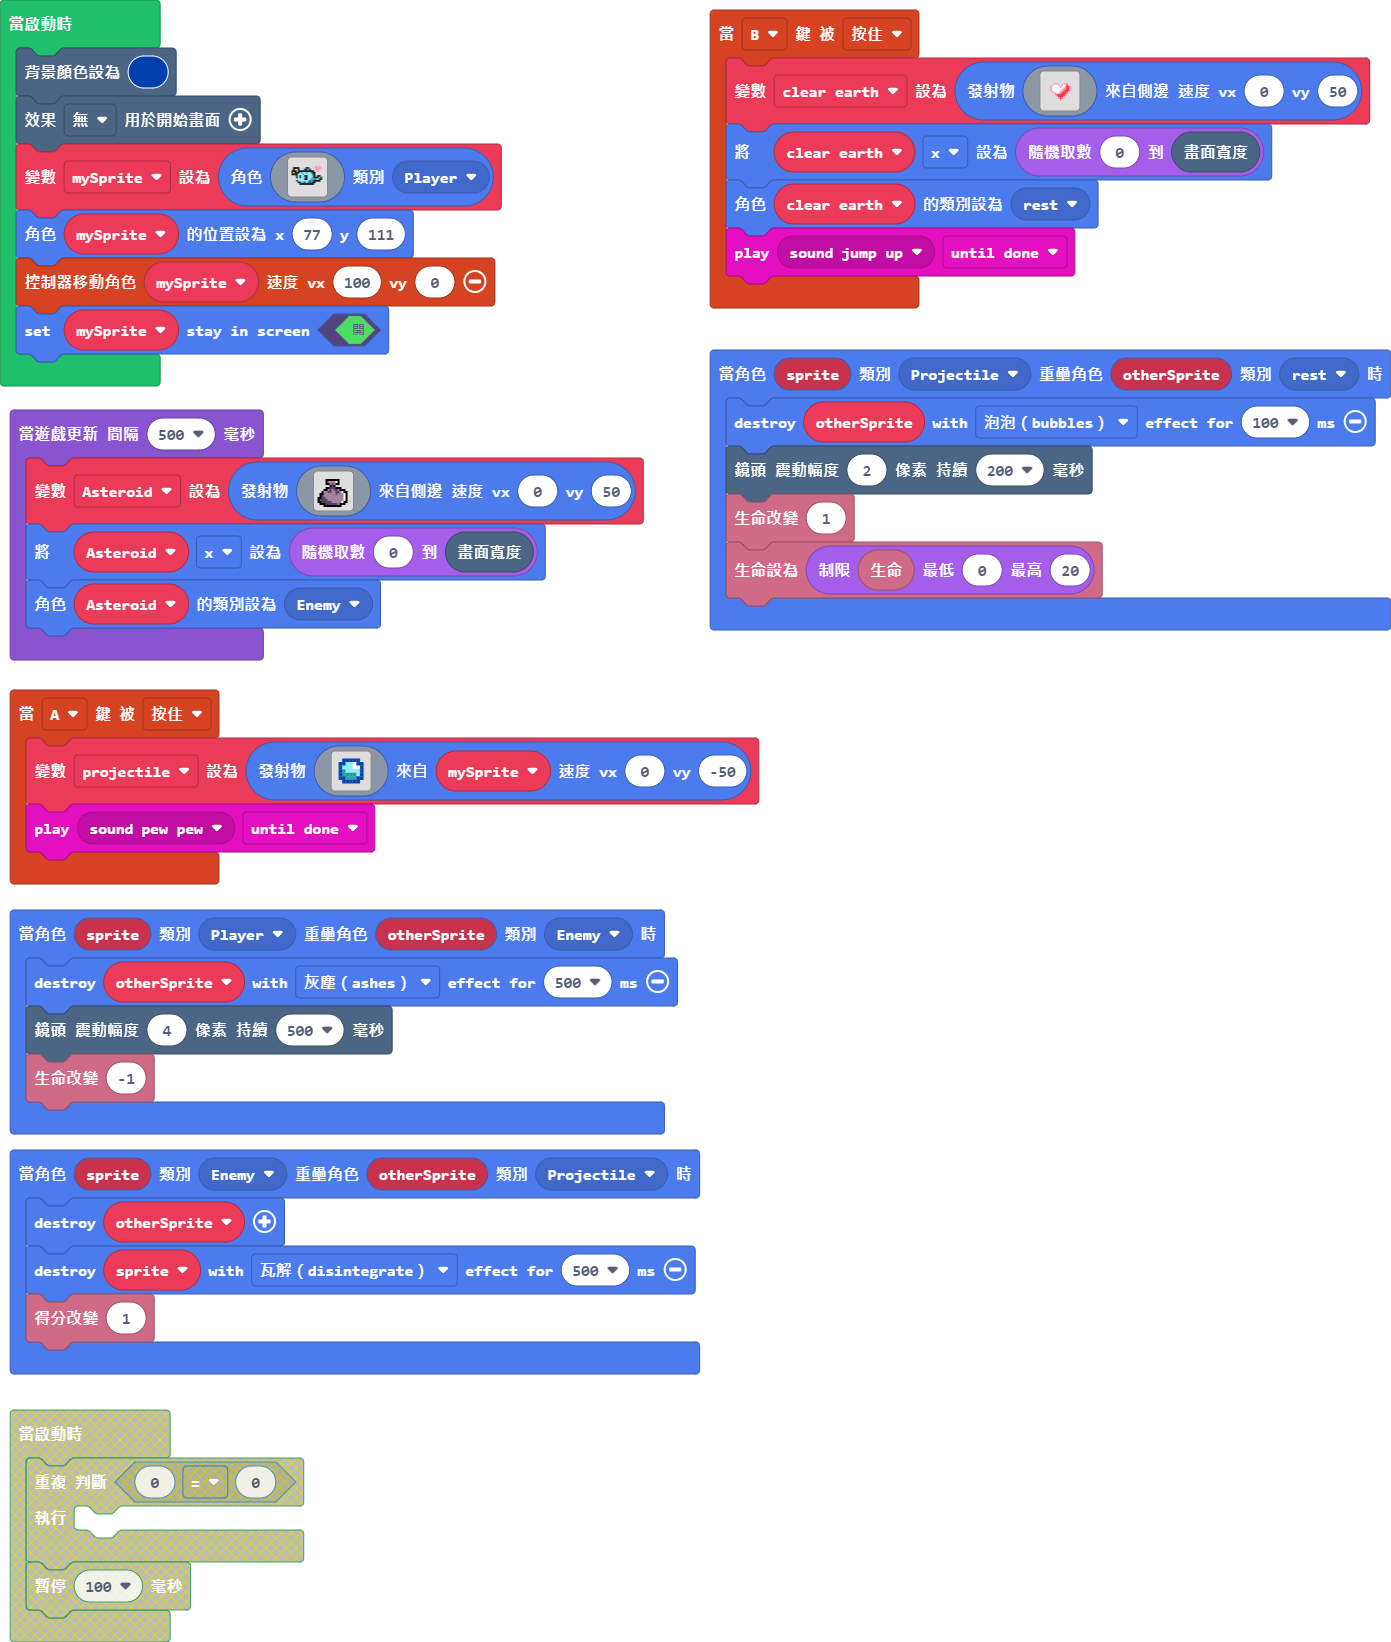 當啟動時
背景顏色設為
效果 無 用於開始畫面
變數 mySprite 設為 角色 類別 Player
角色 mySprite 的位置設為 x 77 y 111
控制器移動角色 mySprite 速度 vx 100 vy 0
set mySprite stay in screen 開
當遊戲更新 間隔 500 毫秒
變數 Asteroid 設為 發射物 來自側邊 速度 vx 0 vy 50
將 Asteroid x 設為 隨機取數 0 到 畫面寬度
角色 Asteroid 的類別設為 Enemy
當 A 鍵 被 按住
變數 projectile 設為 發射物 來自 mySprite 速度 vx 0 vy -50
play sound pew pew until done
當角色 sprite 類別 Player 重疊角色 otherSprite 類別 Enemy 時
destroy otherSprite with 灰塵(ashes) effect for 500 ms
鏡頭 震動幅度 4 像素 持續 500 毫秒
生命改變 -1
當角色 sprite 類別 Enemy 重疊角色 otherSprite 類別 Projectile 時
destroy otherSprite
destroy sprite with 瓦解(disintegrate) effect for 500 ms
得分改變 1
當啟動時
重複 判斷 0 = 0
執行
暫停 100 毫秒
當 B 鍵 被 按住
變數 clear earth 設為 發射物 來自側邊 速度 vx 0 vy 50
將 clear earth x 設為 隨機取數 0 到 畫面寬度
角色 clear earth 的類別設為 rest
play sound jump up until done
當角色 sprite 類別 Projectile 重疊角色 otherSprite 類別 rest 時
destroy otherSprite with 泡泡(bubbles) effect for 100 ms
鏡頭 震動幅度 2 像素 持續 200 毫秒
生命改變 1
生命設為 制限 生命 最低 0 最高 20